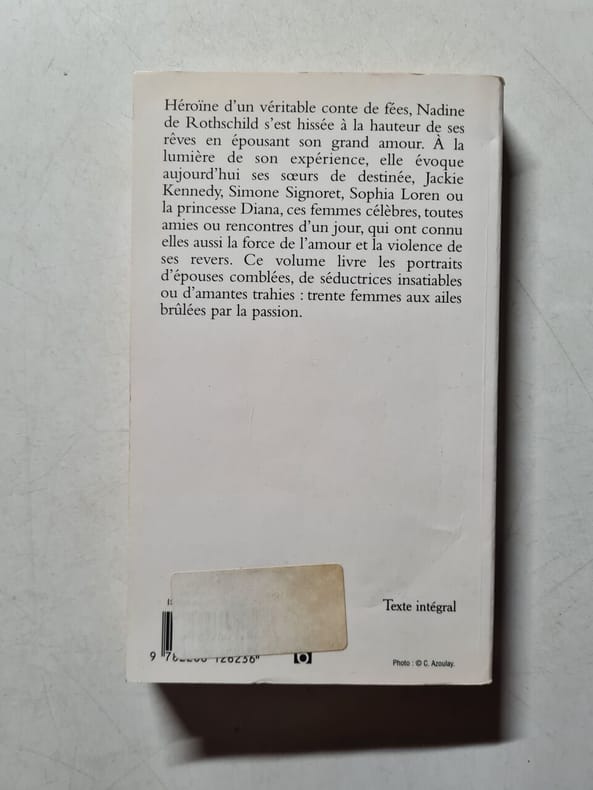 Héroïne d'un véritable conte de fées, Nadine
de Rothschild s'est hissée à la hauteur de ses
rêves en épousant son grand amour. À la
lumière de son expérience, elle évoque
aujourd'hui ses sœurs de destinée, Jackie
Kennedy, Simone Signoret, Sophia Loren ou
la princesse Diana, ces femmes célèbres, toutes
amies ou rencontres d'un jour, qui ont connu
elles aussi la force de l'amour et la violence de
ses revers. Ce volume livre les portraits
d'épouses comblées, de séductrices insatiables
ou d'amantes trahies : trente femmes aux ailes
brûlées par la passion.
Texte intégral
9
Photo : © C. Azoulay.